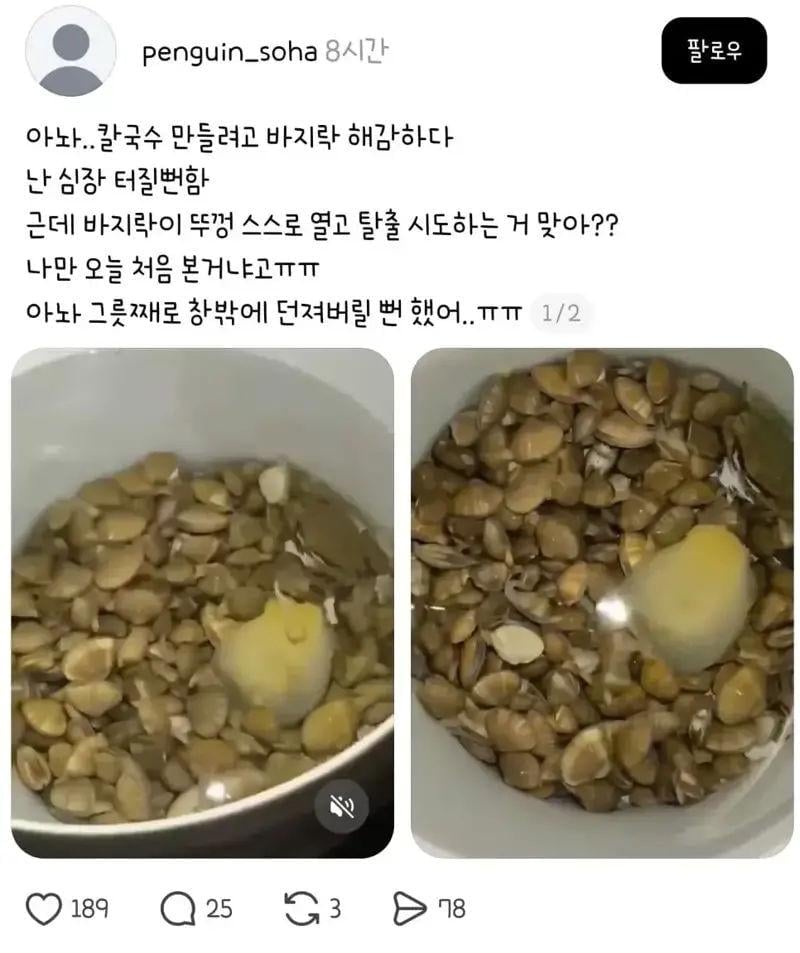 penguin_soha 8시간
팔로우
아놔..칼국수 만들려고 바지락 해감하다
난 심장 터질뻔함
근데 바지락이 뚜껑 스스로 열고 탈출 시도하는 거 맞아??
나만 오늘 처음 본거냐고ㅠㅠ
아놔 그릇째로 창밖에 던져버릴 뻔 했어..ㅠㅠ 1/2
189 25 3 78